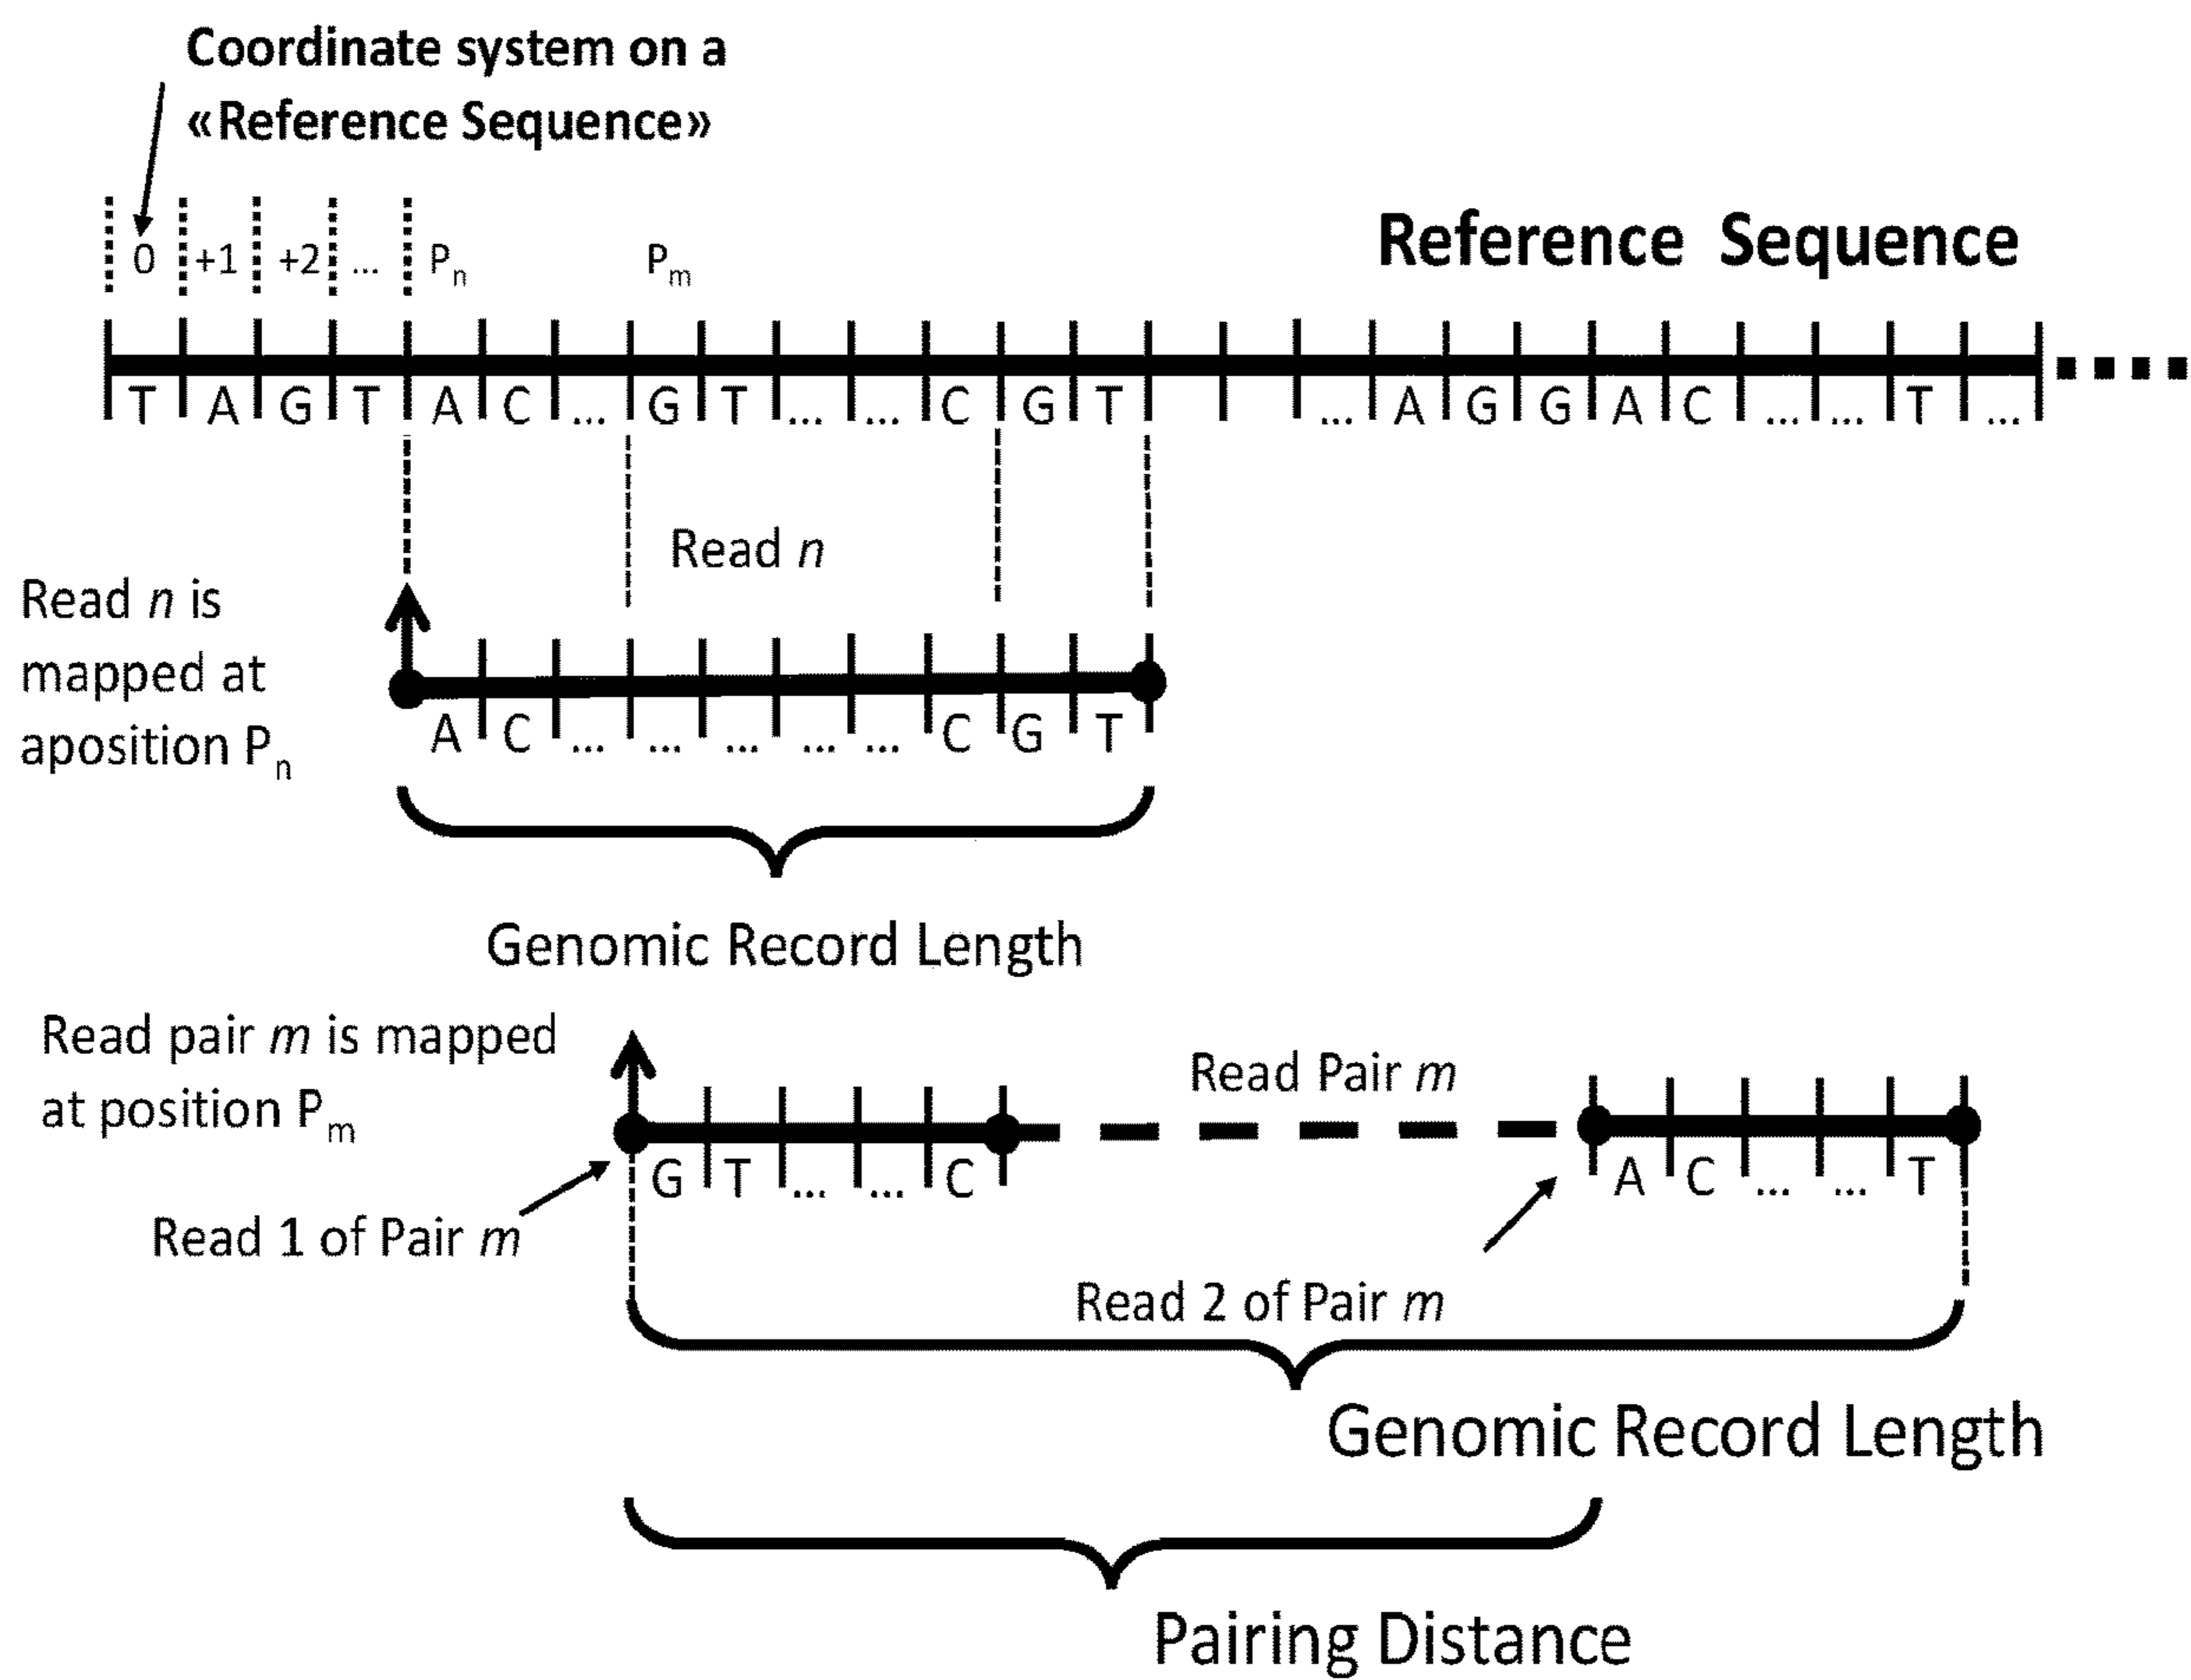 Coordinate system on a
«Reference Sequence»
0 +1 +2 ... Pn Pm
Reference Sequence
T A G T A C ... G T ... ... C G T ... A G G A C ... ... T ...
Read n
Read n is
mapped at
aposition Pn
A C ... ... ... ... ... C G T
Genomic Record Length
Read pair m is mapped
at position Pm
Read Pair m
G T ... ... C
A C ... ... T
Read 1 of Pair m
Read 2 of Pair m
Genomic Record Length
Pairing Distance